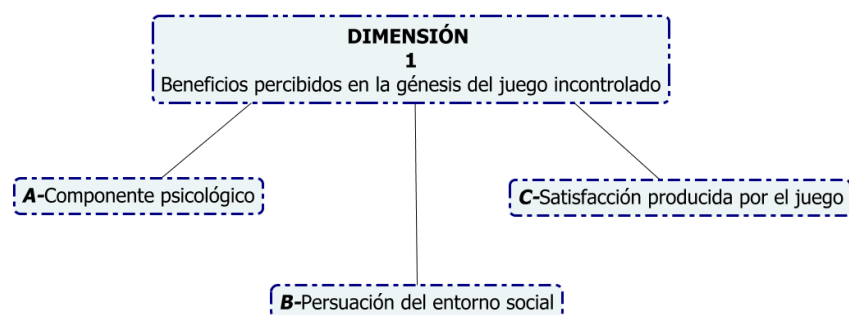 DIMENSIÓN
1
Beneficios percibidos en la génesis del juego incontrolado
A-Componente psicológico
C-Satisfacción producida por el juego
B-Persuación del entorno social